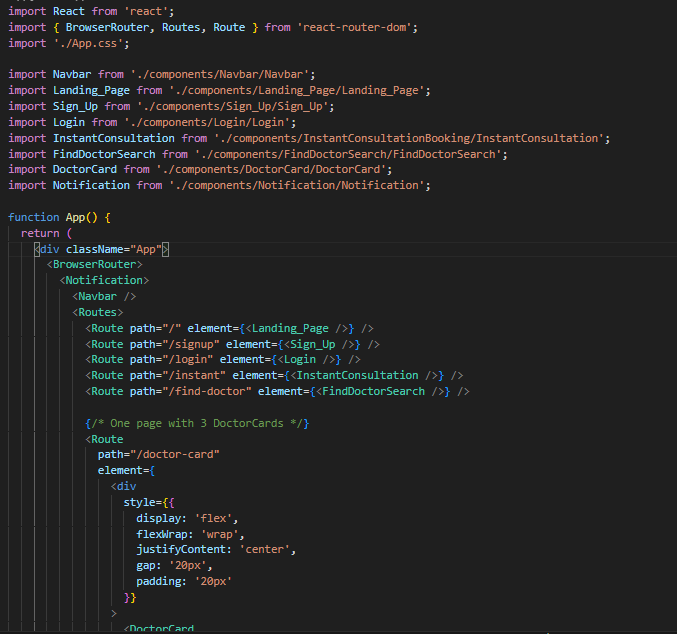 import React from 'react';
import { BrowserRouter, Routes, Route } from 'react-router-dom';
import './App.css';
import Navbar from './components/Navbar/Navbar';
import Landing_Page from './components/Landing_Page/Landing_Page';
import Sign_Up from './components/Sign_Up/Sign_Up';
import Login from './components/Login/Login';
import InstantConsultation from './components/InstantConsultationBooking/InstantConsultation';
import FindDoctorSearch from './components/FindDoctorSearch/FindDoctorSearch';
import DoctorCard from './components/DoctorCard/DoctorCard';
import Notification from './components/Notification/Notification';
function App() {
  return (
    <div className="App">
      <BrowserRouter>
        <Notification>
          <Navbar />
          <Routes>
            <Route path="/" element={<Landing_Page />} />
            <Route path="/signup" element={<Sign_Up />} />
            <Route path="/login" element={<Login />} />
            <Route path="/instant" element={<InstantConsultation />} />
            <Route path="/find-doctor" element={<FindDoctorSearch />} />
            {/* One page with 3 DoctorCards */}
            <Route
              path="/doctor-card"
              element={
                <div
                  style={{
                    display: 'flex',
                    flexWrap: 'wrap',
                    justifyContent: 'center',
                    gap: '20px',
                    padding: '20px'
                  }}
                >
                  <DoctorCard